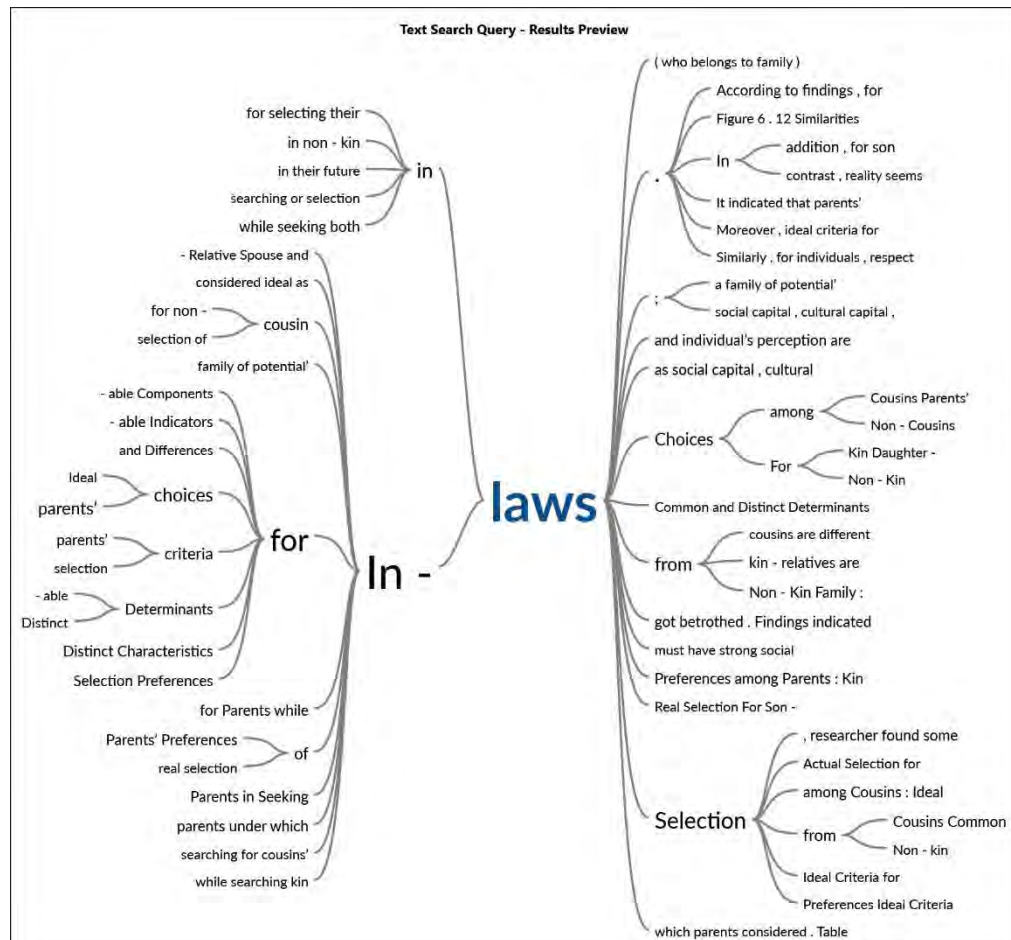 Text Search Query - Results Preview
for selecting their
in non - kin
in their future
searching or selection
while seeking both
in
- Relative Spouse and
considered ideal as
for non -
selection of
cousin
family of potential'
- able Components
- able Indicators
and Differences
Ideal
parents'
choices
parents'
selection
criteria
- able
Distinct
Determinants
Distinct Characteristics
Selection Preferences
for
for Parents while
Parents' Preferences
real selection
of
Parents in Seeking
parents under which
searching for cousins'
while searching kin
In -
laws
( who belongs to family )
.
According to findings , for
Figure 6 . 12 Similarities
In
addition , for son
contrast , reality seems
It indicated that parents'
Moreover , ideal criteria for
Similarly , for individuals , respect
;
a family of potential'
social capital , cultural capital ,
and individual's perception are
as social capital , cultural
Choices
among
Cousins Parents'
Non - Cousins
For
Kin Daughter -
Non - Kin
Common and Distinct Determinants
from
cousins are different
kin - relatives are
Non - Kin Family :
got betrothed . Findings indicated
must have strong social
Preferences among Parents : Kin
Real Selection For Son -
Selection
, researcher found some
Actual Selection for
among Cousins : Ideal
from
Cousins Common
Non - kin
Ideal Criteria for
Preferences Ideal Criteria
which parents considered . Table